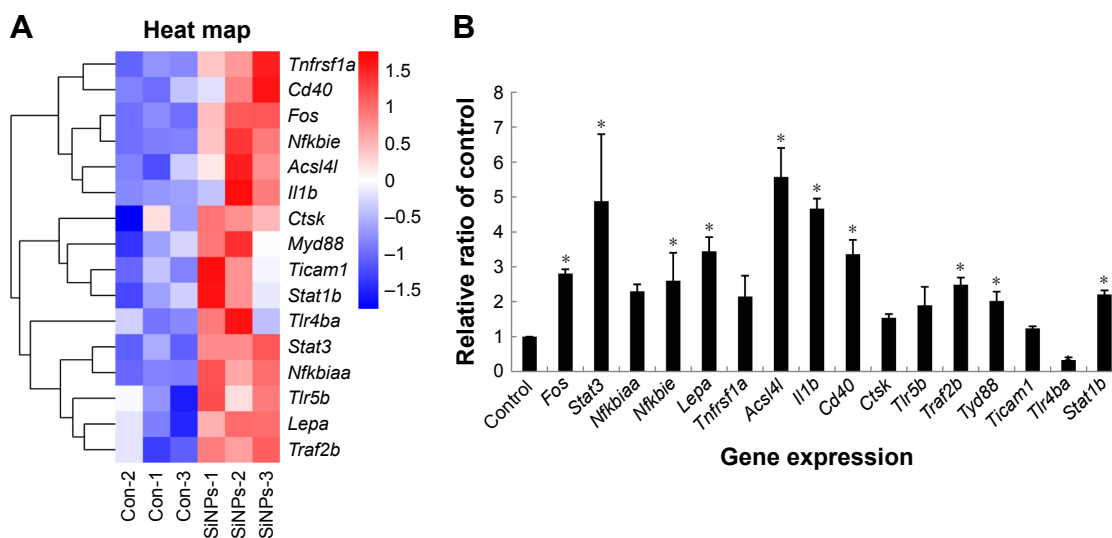 A
Heat map
Tnfrsf1a
Cd40
Fos
Nfkbie
Acsl4l
Il1b
Ctsk
Myd88
Ticam1
Stat1b
Tlr4ba
Stat3
Nfkbiaa
Tlr5b
Lepa
Traf2b
1.5
1
0.5
0
−0.5
−1
−1.5
Con-2
Con-1
Con-3
SiNPs-1
SiNPs-2
SiNPs-3
B
Relative ratio of control
8
7
6
5
4
3
2
1
0
*
*
*
*
*
*
*
*
*
*
Control
Fos
Stat3
Nfkbiaa
Nfkbie
Lepa
Tnfrsf1a
Acsl4l
Il1b
Cd40
Ctsk
Tlr5b
Traf2b
Tyd88
Ticam1
Tlr4ba
Stat1b
Gene expression